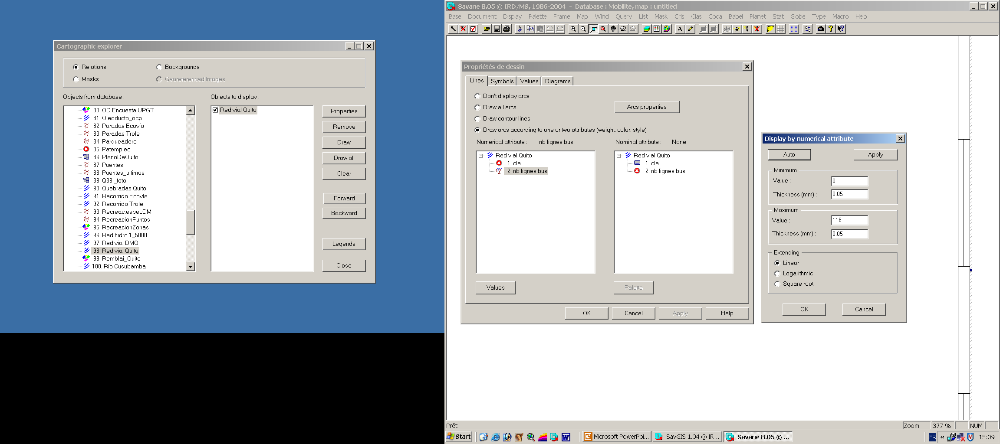 Cartographic explorer
Relations
Backgrounds
Masks
Georeferenced Images
Objects from database :
Objects to display :
80. OD Encuesta UPGT
81. Oleoducto_ocp
82. Paradas Ecovía
83. Paradas Trole
84. Parqueadero
85. Patempleo
86. PlanoDeQuito
87. Puentes
88. Puentes_ultimos
89. Q89i_foto
90. Quebradas Quito
91. Recorrido Ecovía
92. Recorrido Trole
93. Recreac.especDM
94. RecreacionPuntos
95. RecreacionZonas
96. Red hidro 1_5000
97. Red vial DMQ
98. Red vial Quito
99. Remblai_Quito
100. Río Cusubamba
Red vial Quito
Properties
Remove
Draw
Draw all
Clear
Forward
Backward
Legends
Close
Savane 8.05 © IRD/MS, 1986-2004 - Database : Mobilite, map : untitled
Base Document Display Palette Frame Map Wind Query List Mask Cris Clas Coca Babel Planet Stat Globe Type Macro Help
Propriétés de dessin
Lines Symbols Values Diagrams
Don't display arcs
Draw all arcs
Arcs properties
Draw contour lines
Draw arcs according to one or two attributes (weight, color, style)
Numerical attribute : nb lignes bus
Nominal attribute : None
Red vial Quito
1. cle
2. nb lignes bus
Red vial Quito
1. cle
2. nb lignes bus
Values
Palette
OK
Cancel
Apply
Help
Display by numerical attribute
Auto
Apply
Minimum
Value : 0
Thickness (mm) : 0.05
Maximum
Value : 118
Thickness (mm) : 0.05
Extending
Linear
Logarithmic
Square root
OK
Cancel
Prêt
Zoom
377 %
NUM
Start
Microsoft PowerPoi...
SavGIS 1.04 © IR...
Savane 8.05 © ...
FR
«
15:09